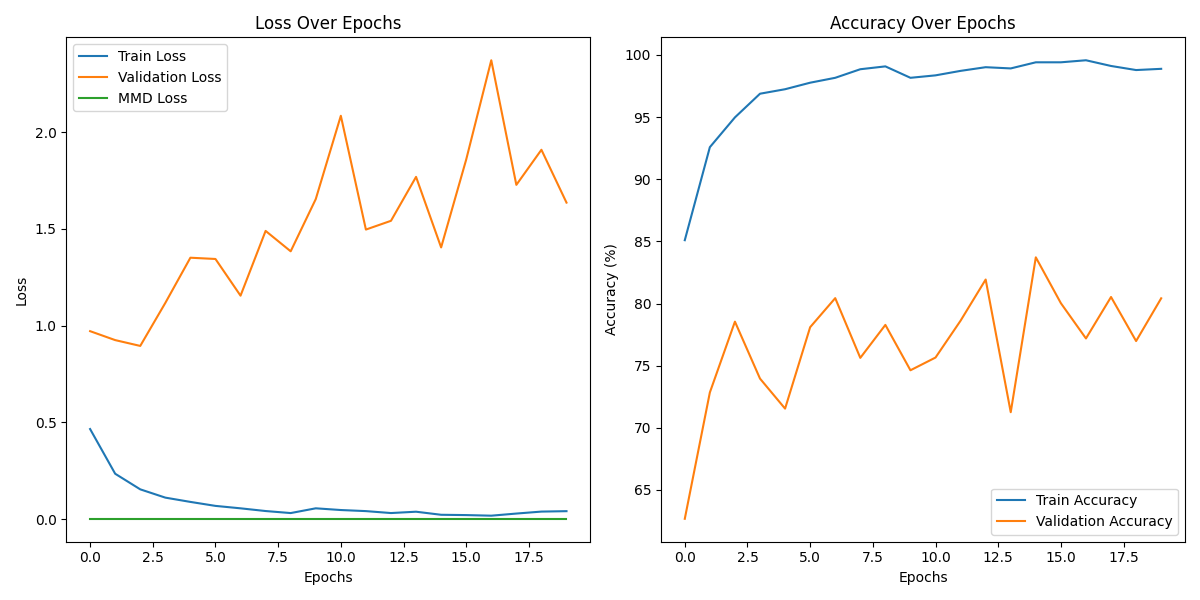 Loss Over Epochs
Train Loss
Validation Loss
MMD Loss
Loss
2.0
1.5
1.0
0.5
0.0
0.0 2.5 5.0 7.5 10.0 12.5 15.0 17.5
Epochs
Accuracy Over Epochs
Accuracy (%)
100
95
90
85
80
75
70
65
Train Accuracy
Validation Accuracy
0.0 2.5 5.0 7.5 10.0 12.5 15.0 17.5
Epochs